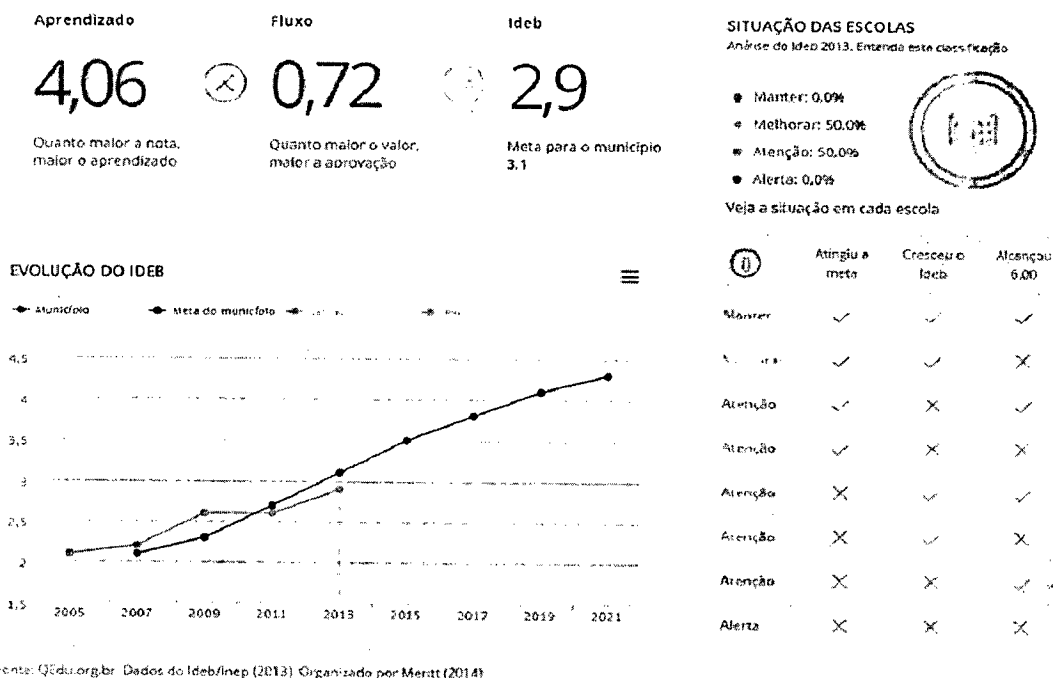 Aprendizado
4,06
Quanto maior a nota,
maior o aprendizado
Fluxo
0,72
Quanto maior o valor,
maior a aprovação
Ideb
2,9
Meta para o município
3.1
SITUAÇÃO DAS ESCOLAS
Análise do Ideb 2013. Entenda esta classificação
Manter: 0,0%
Melhorar: 50,0%
Atenção: 50,0%
Alerta: 0,0%
Veja a situação em cada escola
EVOLUÇÃO DO IDEB
Município Meta do município
4,5
4
3,5
3
2,5
2
1,5
2005 2007 2009 2011 2013 2015 2017 2019 2021
Atingiu a meta Cresceu o Ideb Alcançou 6,00
Manter
Atenção
Atenção
Atenção
Atenção
Atenção
Alerta
Fonte: QEdu.org.br. Dados do Ideb/Inep (2013). Organizado por Meritt (2014)